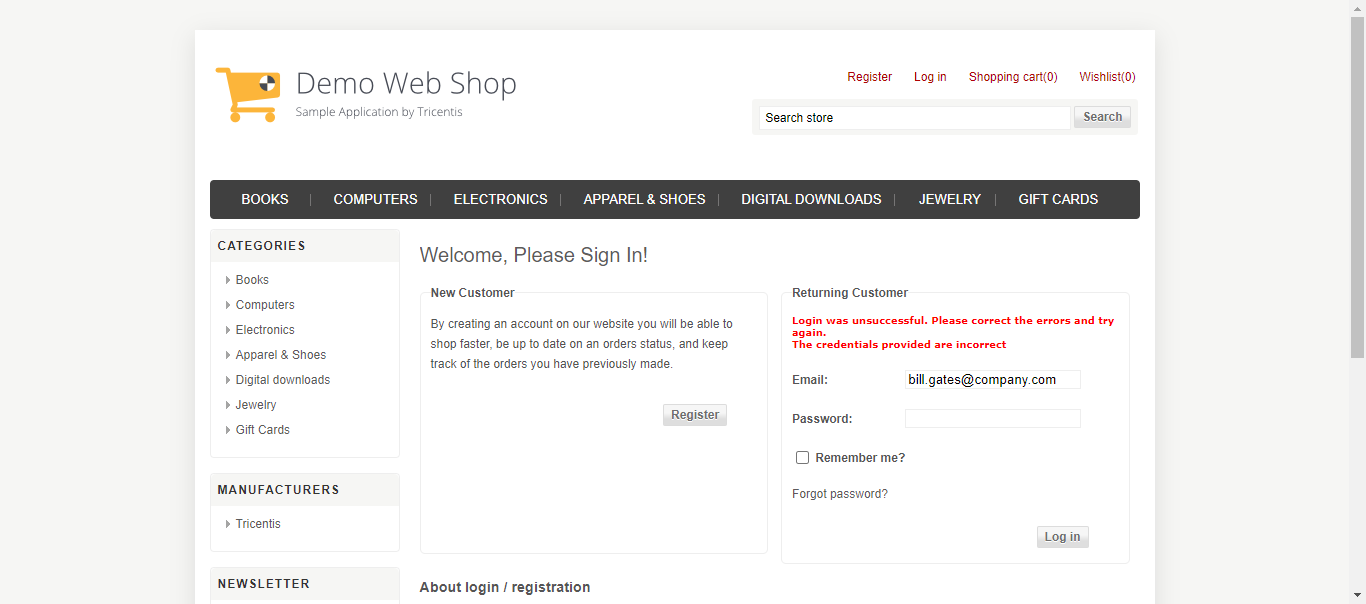 Demo Web Shop
Sample Application by Tricentis
Register Log in Shopping cart(0) Wishlist(0)
Search store Search
BOOKS COMPUTERS ELECTRONICS APPAREL & SHOES DIGITAL DOWNLOADS JEWELRY GIFT CARDS
CATEGORIES
Books
Computers
Electronics
Apparel & Shoes
Digital downloads
Jewelry
Gift Cards
MANUFACTURERS
Tricentis
NEWSLETTER
Welcome, Please Sign In!
New Customer
By creating an account on our website you will be able to
shop faster, be up to date on an orders status, and keep
track of the orders you have previously made.
Register
Returning Customer
Login was unsuccessful. Please correct the errors and try
again.
The credentials provided are incorrect
Email: bill.gates@company.com
Password:
Remember me?
Forgot password?
Log in
About login / registration